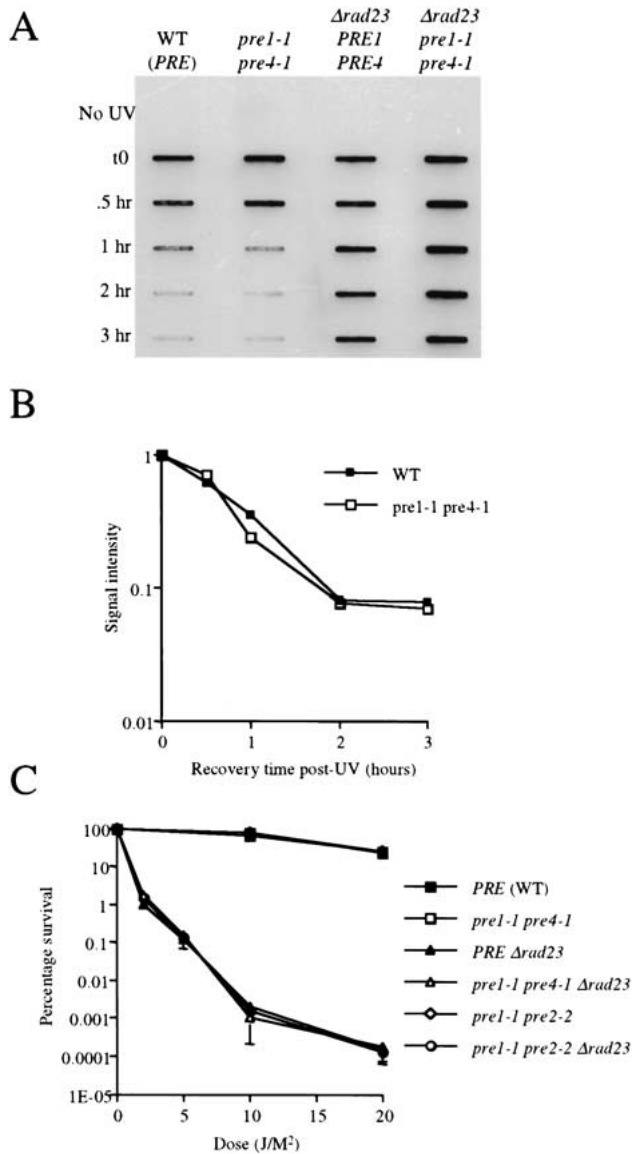 A
WT
(PRE)
pre1-1
pre4-1
Δrad23
PRE1
PRE4
Δrad23
pre1-1
pre4-1
No UV
t0
.5 hr
1 hr
2 hr
3 hr
B
1
0.1
0.01
Signal intensity
0
1
2
3
Recovery time post-UV (hours)
WT
pre1-1 pre4-1
C
100
10
1
0.1
0.01
0.001
0.0001
1E-05
Percentage survival
0
5
10
15
20
Dose (J/M²)
PRE (WT)
pre1-1 pre4-1
PRE Δrad23
pre1-1 pre4-1 Δrad23
pre1-1 pre2-2
pre1-1 pre2-2 Δrad23